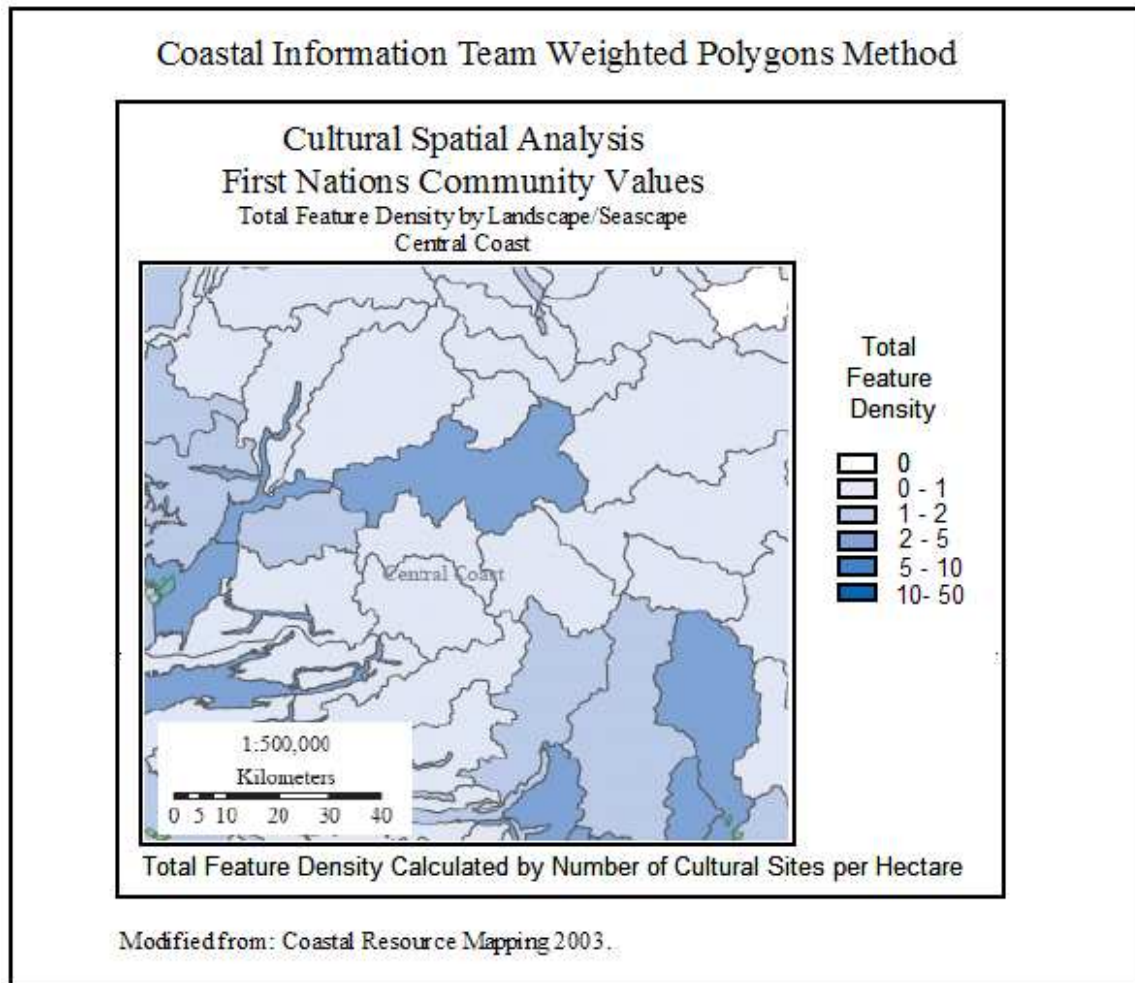 Coastal Information Team Weighted Polygons Method
Cultural Spatial Analysis
First Nations Community Values
Total Feature Density by Landscape/Seascape
Central Coast
Central Coast
Total
Feature
Density
0
0 - 1
1 - 2
2 - 5
5 - 10
10- 50
1:500,000
Kilometers
0 5 10 20 30 40
Total Feature Density Calculated by Number of Cultural Sites per Hectare
Modified from: Coastal Resource Mapping 2003.